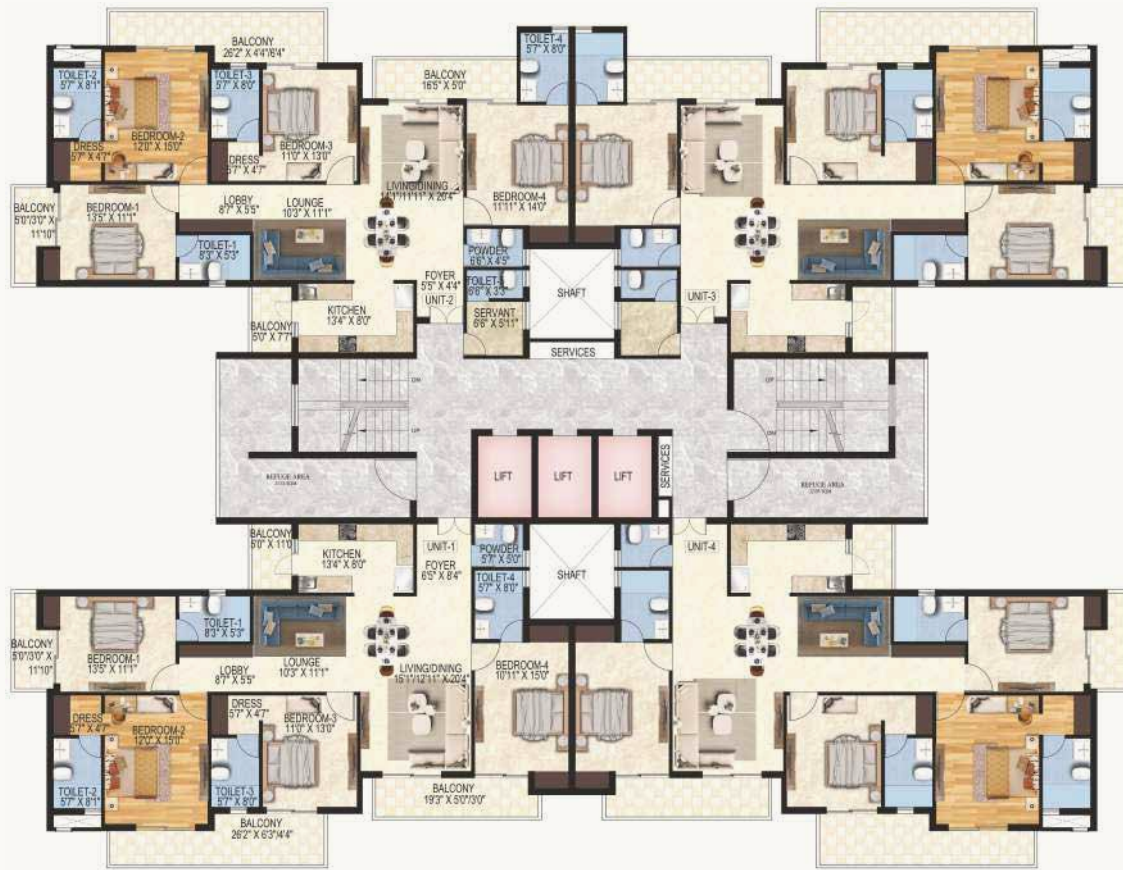 BALCONY
26'2" X 4'4"/6'4"
TOILET-2
5'7" X 8'1"
TOILET-3
5'7" X 8'0"
BEDROOM-2
12'0" X 15'0"
DRESS
5'7" X 4'7"
DRESS
5'7" X 4'7"
BEDROOM-3
11'0" X 13'0"
BALCONY
16'5" X 5'0"
TOILET-4
5'7" X 8'0"
LIVING/DINING
14'1"/11'11" X 20'4"
BEDROOM-4
11'11" X 14'0"
BALCONY
5'0"/3'0" X
11'10"
BEDROOM-1
13'5" X 11'1"
LOBBY
8'7" X 5'5"
LOUNGE
10'3" X 11'1"
TOILET-1
8'3" X 5'3"
POWDER
6'6" X 4'5"
FOYER
5'5" X 4'4"
UNIT-2
SERVANT
6'6" X 5'11"
SHAFT
UNIT-3
KITCHEN
13'4" X 8'0"
BALCONY
5'0" X 7'7"
SERVICES
DN
UP
UP
DN
LIFT
LIFT
LIFT
SERVICES
REFUGE AREA
REFUGE AREA
BALCONY
5'0" X 11'0
KITCHEN
13'4" X 8'0"
UNIT-1
FOYER
6'5" X 8'4"
POWDER
5'7" X 5'0"
TOILET-4
5'7" X 8'0"
SHAFT
UNIT-4
BALCONY
5'0"/3'0" X
11'10"
BEDROOM-1
13'5" X 11'1"
TOILET-1
8'3" X 5'3"
LOBBY
8'7" X 5'5"
LOUNGE
10'3" X 11'1"
LIVING/DINING
15'1"/12'11" X 20'4"
BEDROOM-4
10'11" X 15'0"
DRESS
5'7" X 4'7"
BEDROOM-2
12'0" X 15'0"
DRESS
5'7" X 4'7"
BEDROOM-3
11'0" X 13'0"
TOILET-2
5'7" X 8'1"
TOILET-3
5'7" X 8'0"
BALCONY
26'2" X 6'3"/4'4"
BALCONY
19'3" X 5'0"/3'0"